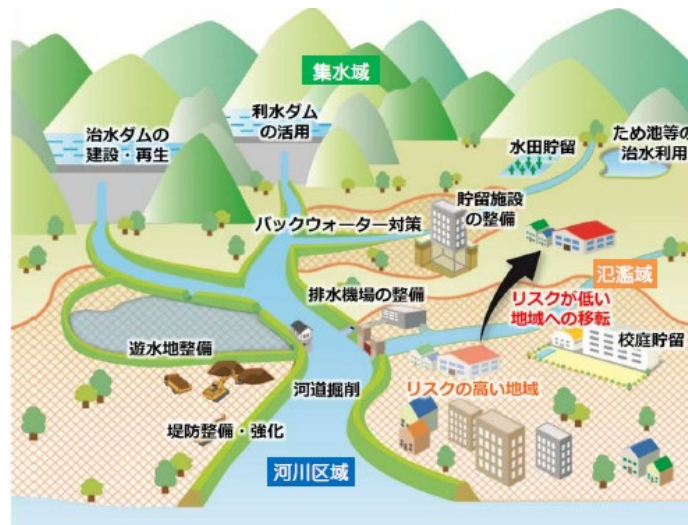 集水域
利水ダム
の活用
治水ダムの
建設・再生
水田貯留
ため池等の
治水利用
貯留施設
の整備
バックウォーター対策
氾濫域
排水機場の整備
リスクが低い
地域への移転
遊水地整備
校庭貯留
河道掘削
リスクの高い地域
堤防整備・強化
河川区域